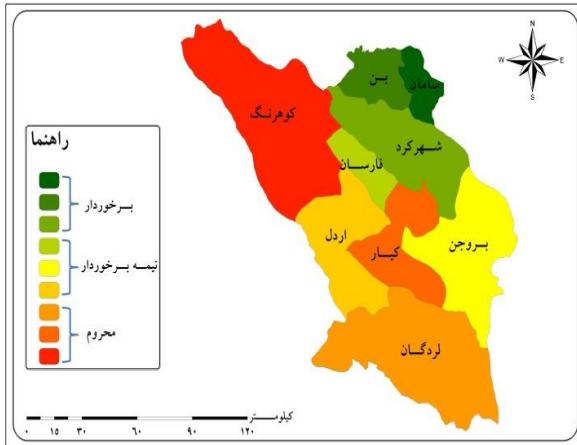 N
W E
S
سامان
بن
کوهرنگ
شهرکرد
فارسان
راهنما
برخوردار
نیمه برخوردار
محروم
اردل
بروجن
کیار
لردگان
کیلومتر
۰ ۱۵ ۳۰ ۶۰ ۹۰ ۱۲۰